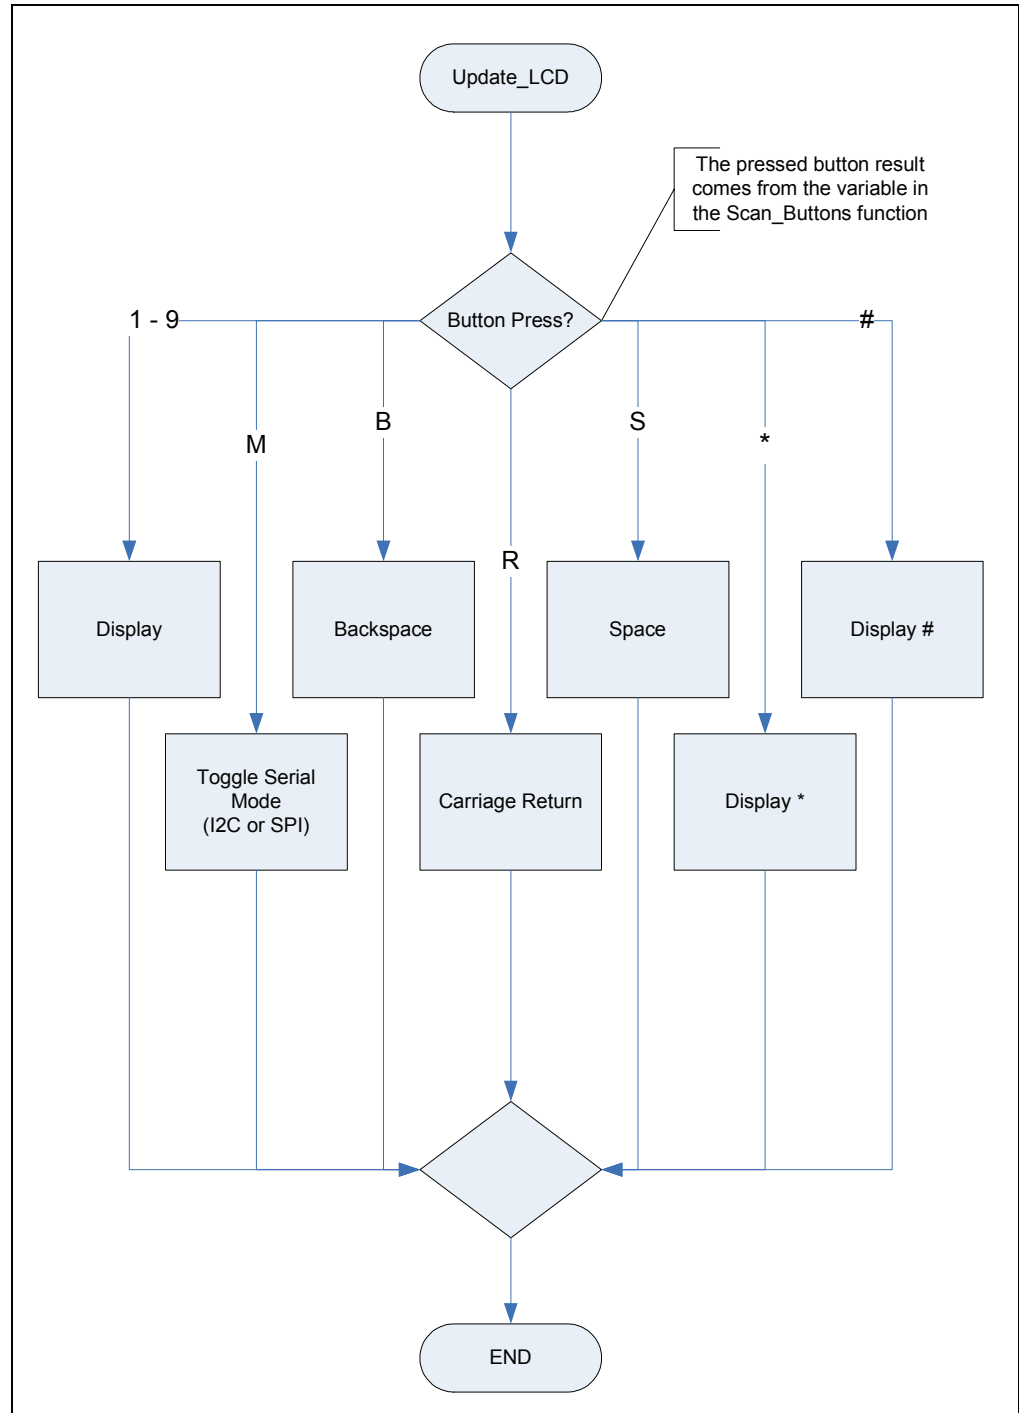 Update_LCD
The pressed button result
comes from the variable in
the Scan_Buttons function
Button Press?
1 - 9
#
M
B
S
*
R
Display
Backspace
Space
Display #
Toggle Serial
Mode
(I2C or SPI)
Carriage Return
Display *
END